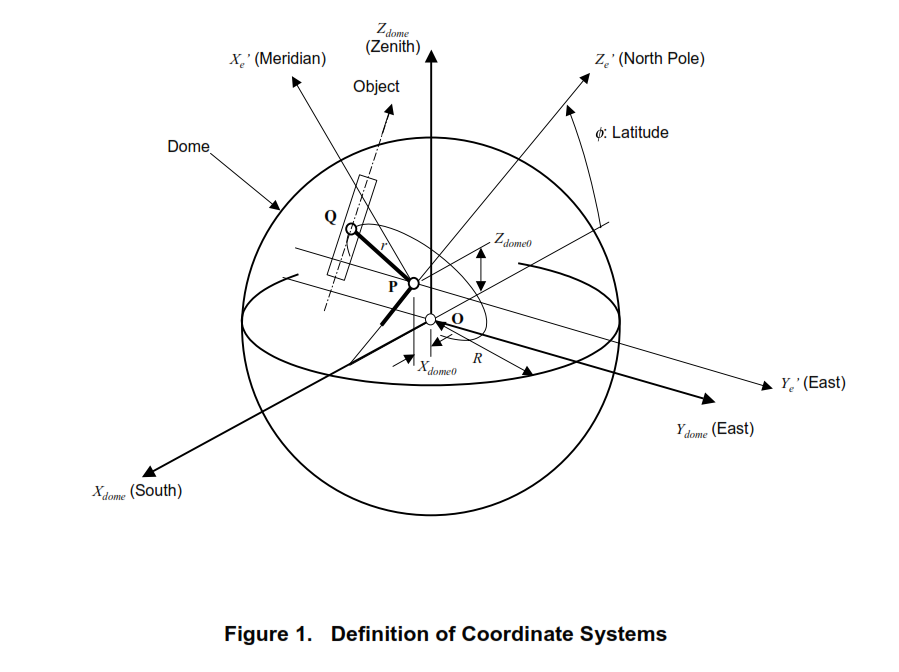 Z_dome
(Zenith)
X_e' (Meridian)
Z_e' (North Pole)
Object
ϕ: Latitude
Dome
Q
r
Z_dome0
P
O
R
X_dome0
Y_e' (East)
Y_dome (East)
X_dome (South)
Figure 1. Definition of Coordinate Systems